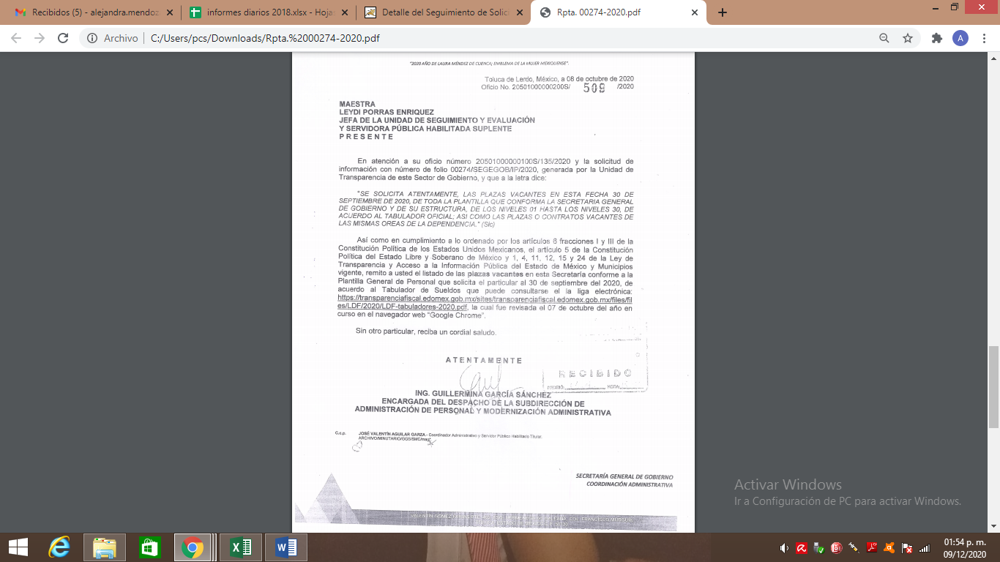 Recibidos (5) - alejandra.mendoz
informes diarios 2018.xlsx - Hoja
Detalle del Seguimiento de Solici
Rpta. 00274-2020.pdf
Archivo
C:/Users/pcs/Downloads/Rpta.%2000274-2020.pdf
A
"2020 AÑO DE LAURA MÉNDEZ DE CUENCA; EMBLEMA DE LA MUJER MEXIQUENSE".
Toluca de Lerdo, México, a 08 de octubre de 2020
Oficio No. 20501000000200S/ 509 /2020
MAESTRA
LEYDI PORRAS ENRIQUEZ
JEFA DE LA UNIDAD DE SEGUIMIENTO Y EVALUACIÓN
Y SERVIDORA PÚBLICA HABILITADA SUPLENTE
P R E S E N T E
En atención a su oficio número 20501000000100S/135/2020 y la solicitud de
información con número de folio 00274/SEGEGOB/IP/2020, generada por la Unidad de
Transparencia de este Sector de Gobierno, y que a la letra dice:
"SE SOLICITA ATENTAMENTE, LAS PLAZAS VACANTES EN ESTA FECHA 30 DE
SEPTIEMBRE DE 2020, DE TODA LA PLANTILLA QUE CONFORMA LA SECRETARIA GENERAL
DE GOBIERNO Y DE SU ESTRUCTURA, DE LOS NIVELES 01 HASTA LOS NIVELES 30, DE
ACUERDO AL TABULADOR OFICIAL; ASI COMO LAS PLAZAS O CONTRATOS VACANTES DE
LAS MISMAS OREAS DE LA DEPENDENCIA." (Sic)
Así como en cumplimiento a lo ordenado por los artículos 6 fracciones I y III de la
Constitución Política de los Estados Unidos Mexicanos, el artículo 5 de la Constitución
Política del Estado Libre y Soberano de México y 1, 4, 11, 12, 15 y 24 de la Ley de
Transparencia y Acceso a la Información Pública del Estado de México y Municipios
vigente, remito a usted el listado de las plazas vacantes en esta Secretaría conforme a la
Plantilla General de Personal que solicita el particular al 30 de septiembre del 2020, de
acuerdo al Tabulador de Sueldos que puede consultarse el la liga electrónica:
https://transparenciafiscal.edomex.gob.mx/sites/transparenciafiscal.edomex.gob.mx/files/fil
es/LDF/2020/LDF-tabuladores-2020.pdf, la cual fue revisada el 07 de octubre del año en
curso en el navegador web "Google Chrome".
Sin otro particular, reciba un cordial saludo.
A T E N T A M E N T E
RECIBIDO
HORA
ING. GUILLERMINA GARCÍA SÁNCHEZ
ENCARGADA DEL DESPACHO DE LA SUBDIRECCIÓN DE
ADMINISTRACIÓN DE PERSONAL Y MODERNIZACIÓN ADMINISTRATIVA
C.c.p. JOSÉ VALENTÍN AGUILAR GARZA - Coordinador Administrativo y Servidor Público Habilitado Titular.
ARCHIVO/MINUTARIO/GGS/SMC/mao*
SECRETARÍA GENERAL DE GOBIERNO
COORDINACIÓN ADMINISTRATIVA
Activar Windows
Ir a Configuración de PC para activar Windows.
01:54 p. m.
09/12/2020